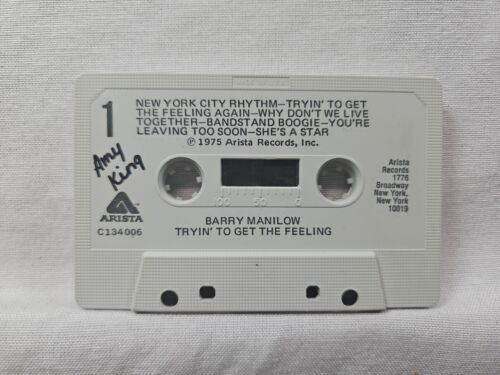 1
NEW YORK CITY RHYTHM—TRYIN' TO GET
THE FEELING AGAIN—WHY DON'T WE LIVE
TOGETHER—BANDSTAND BOOGIE—YOU'RE
LEAVING TOO SOON—SHE'S A STAR
℗ 1975 Arista Records, Inc.
Amy
King
ARISTA
C134006
100 50 0
Arista
Records
1776
Broadway
New York,
New York
10019
BARRY MANILOW
TRYIN' TO GET THE FEELING